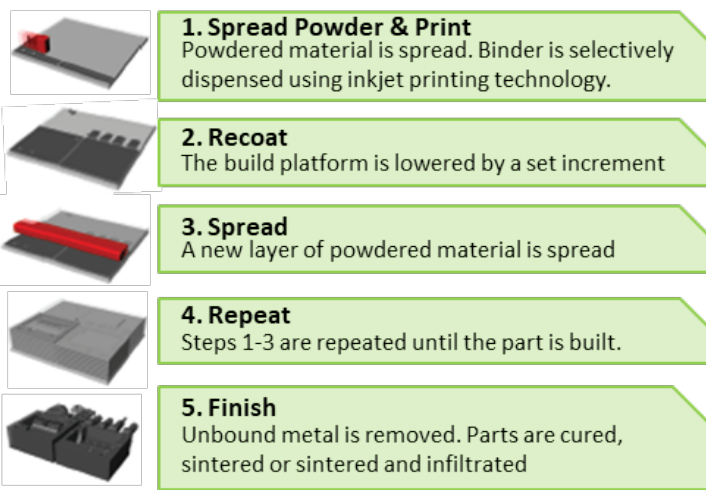 1. Spread Powder & Print
Powdered material is spread. Binder is selectively
dispensed using inkjet printing technology.
2. Recoat
The build platform is lowered by a set increment
3. Spread
A new layer of powdered material is spread
4. Repeat
Steps 1-3 are repeated until the part is built.
5. Finish
Unbound metal is removed. Parts are cured,
sintered or sintered and infiltrated